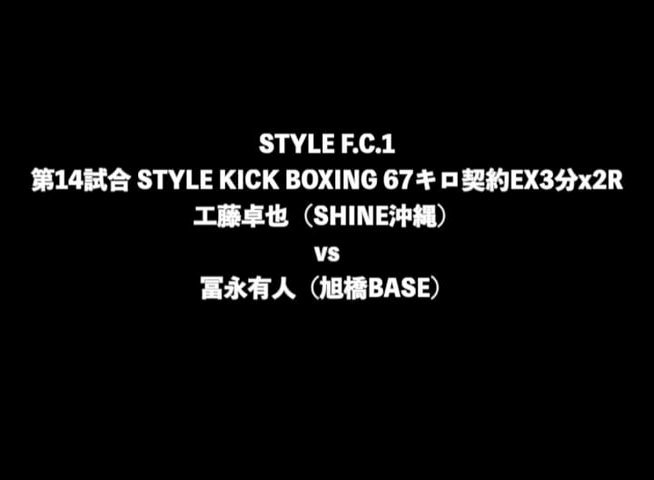 STYLE F.C.1
第14試合 STYLE KICK BOXING 67キロ契約EX3分x2R
工藤卓也（SHINE沖縄）
vs
冨永有人（旭橋BASE）